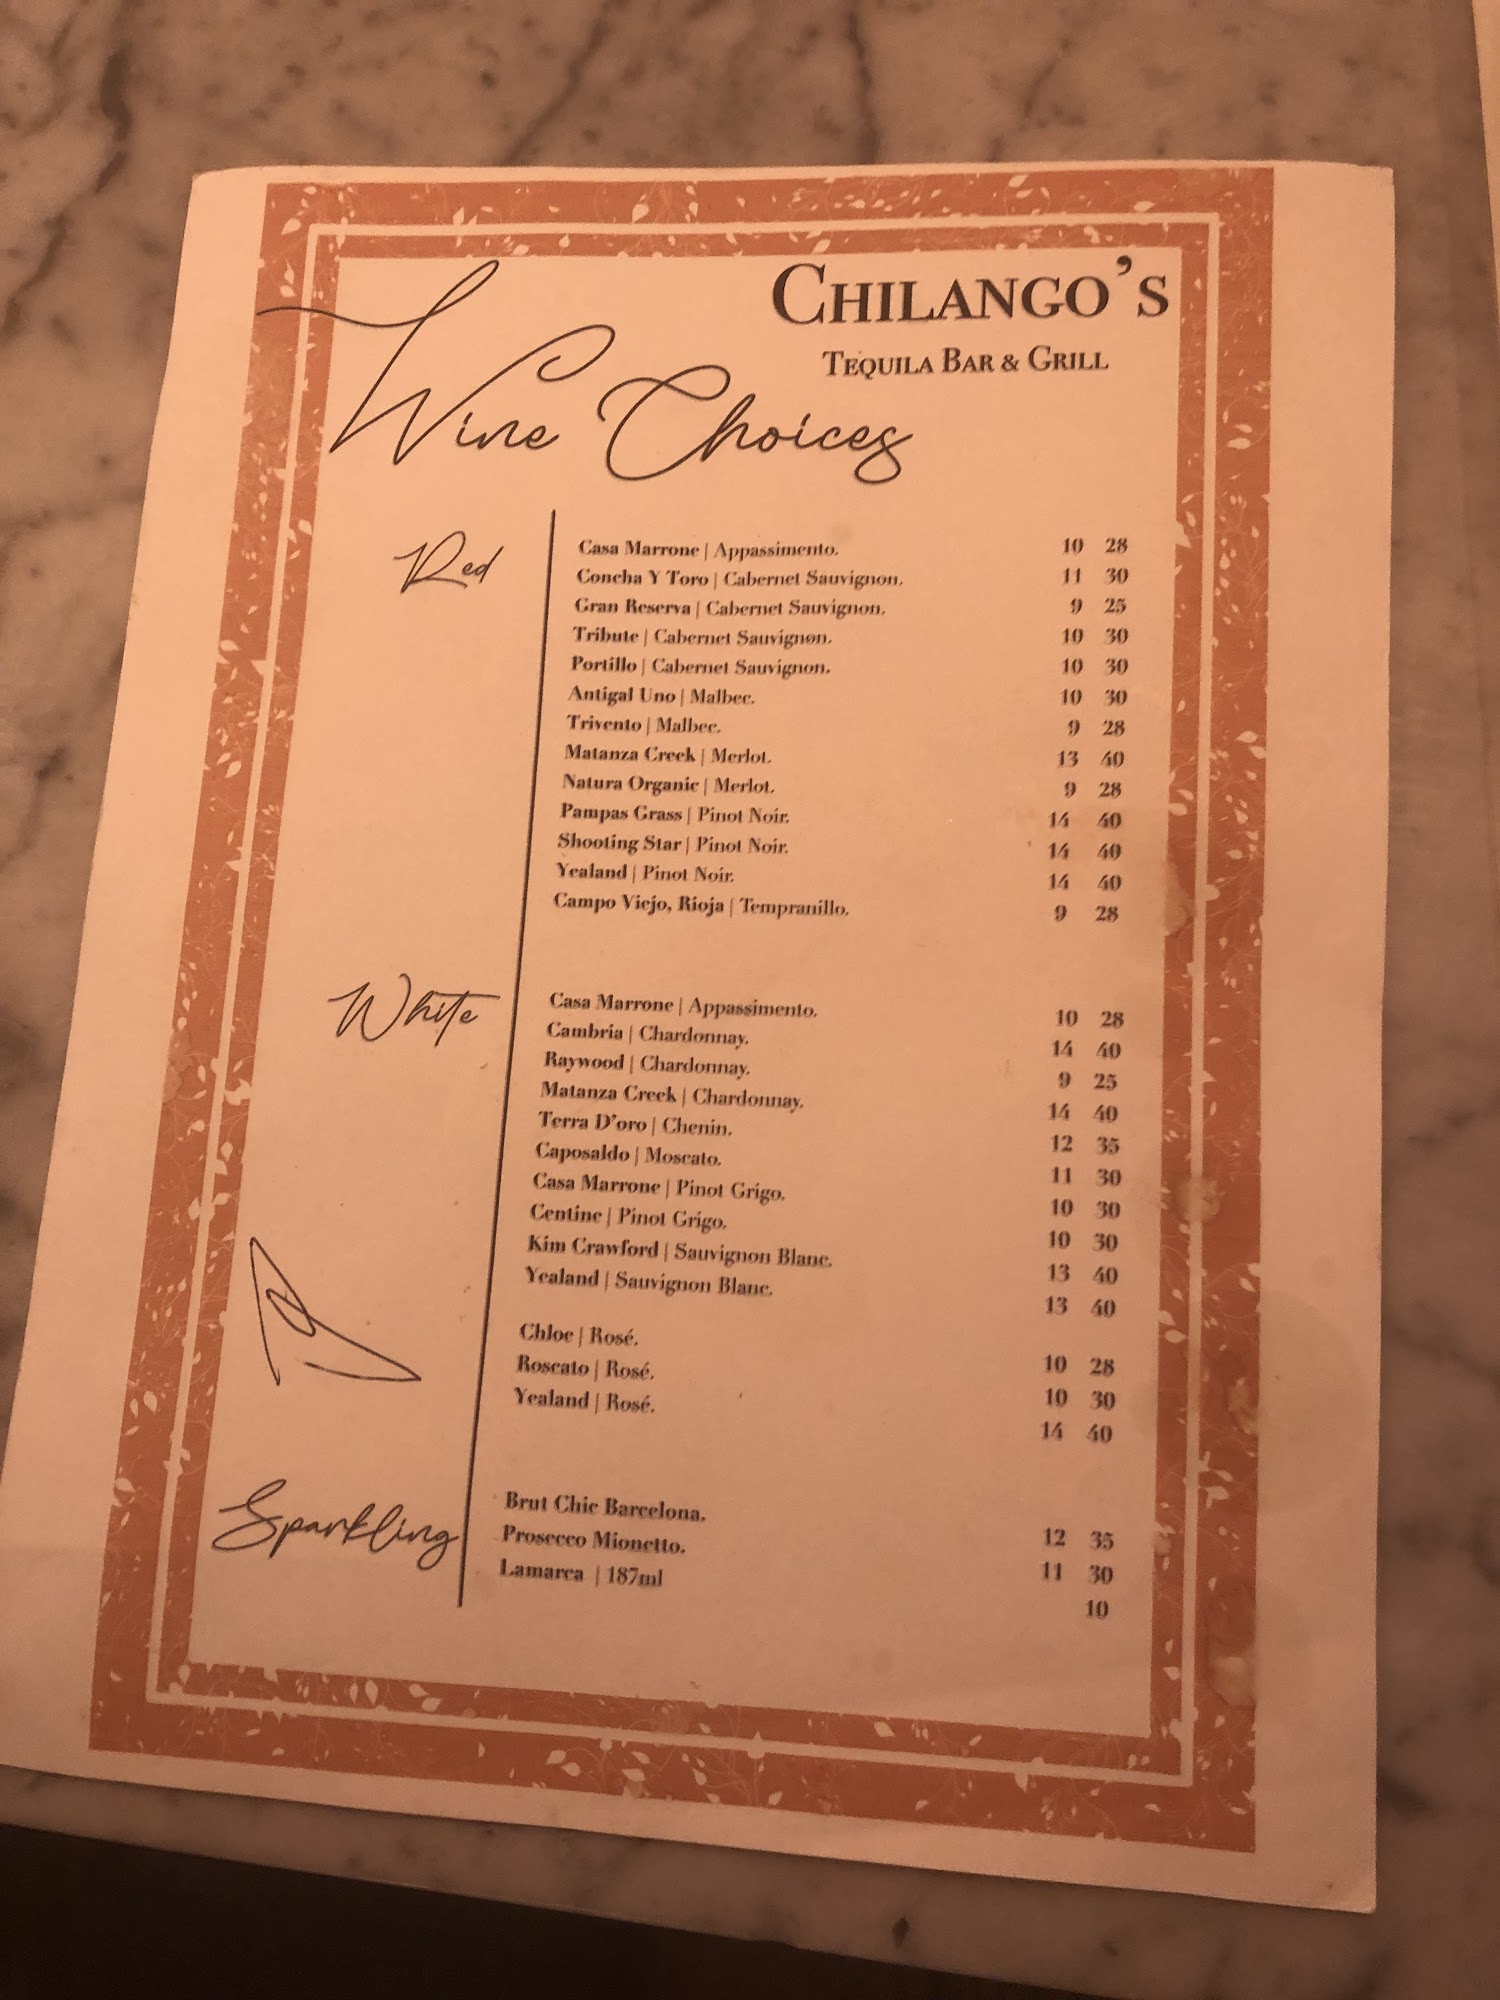 CHILANGO'S
TEQUILA BAR & GRILL
Wine Choices
Red
Casa Marrone | Appassimento. 10 28
Concha Y Toro | Cabernet Sauvignon. 11 30
Gran Reserva | Cabernet Sauvignon. 9 25
Tribute | Cabernet Sauvignon. 10 30
Portillo | Cabernet Sauvignon. 10 30
Antigal Uno | Malbec. 10 30
Trivento | Malbec. 9 28
Matanza Creek | Merlot. 13 40
Natura Organic | Merlot. 9 28
Pampas Grass | Pinot Noir. 14 40
Shooting Star | Pinot Noir. 14 40
Yealand | Pinot Noir. 14 40
Campo Viejo, Rioja | Tempranillo. 9 28
White
Casa Marrone | Appassimento. 10 28
Cambria | Chardonnay. 14 40
Raywood | Chardonnay. 9 25
Matanza Creek | Chardonnay. 14 40
Terra D'oro | Chenin. 12 35
Caposaldo | Moscato. 11 30
Casa Marrone | Pinot Grigo. 10 30
Centine | Pinot Grigo. 10 30
Kim Crawford | Sauvignon Blanc. 13 40
Yealand | Sauvignon Blanc. 13 40
Chloe | Rosé. 10 28
Roscato | Rosé. 10 30
Yealand | Rosé. 14 40
Sparkling
Brut Chic Barcelona. 12 35
Prosecco Mionetto. 11 30
Lamarca | 187ml 10